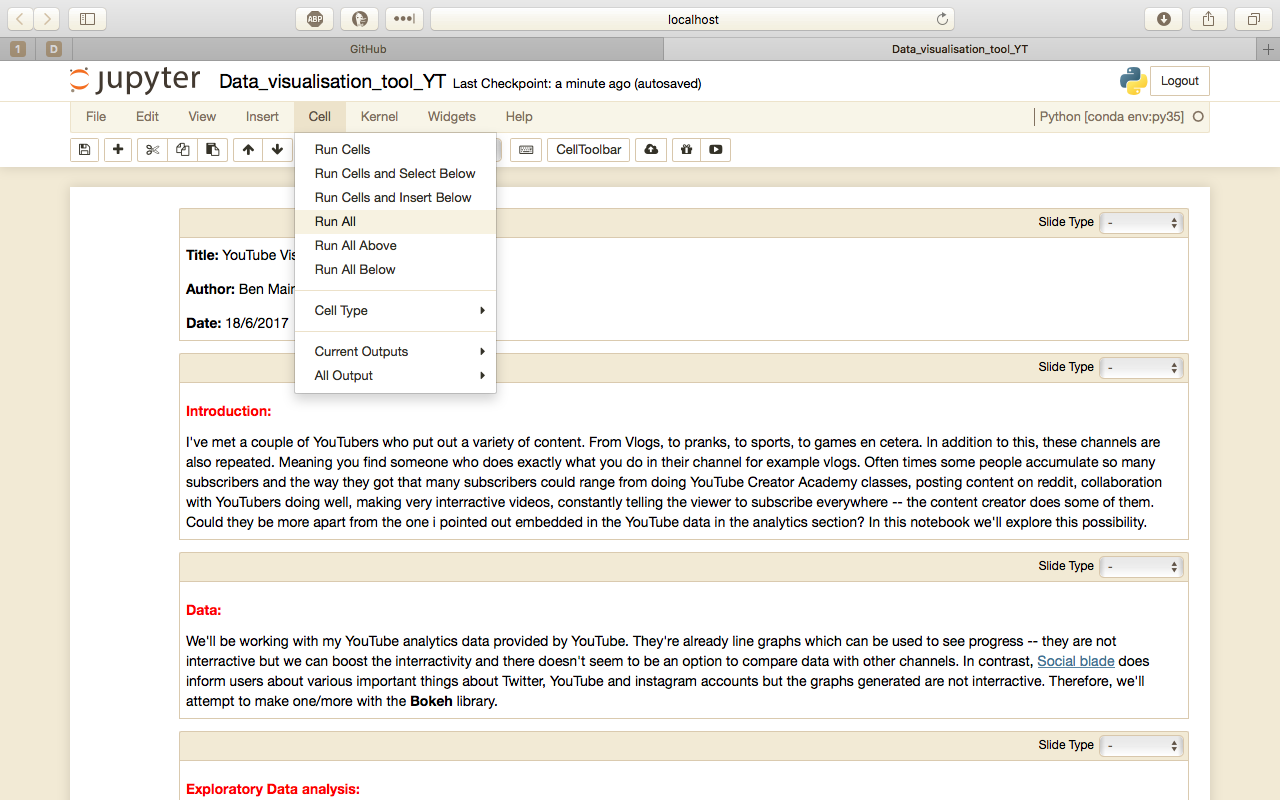 ABP
localhost
1
D
GitHub
Data_visualisation_tool_YT
jupyter Data_visualisation_tool_YT Last Checkpoint: a minute ago (autosaved)
Logout
File Edit View Insert Cell Kernel Widgets Help
Python [conda env:py35]
CellToolbar
Run Cells
Run Cells and Select Below
Run Cells and Insert Below
Run All
Run All Above
Run All Below
Cell Type
Current Outputs
All Output
Slide Type -
Title: YouTube Vis
Author: Ben Mair
Date: 18/6/2017
Slide Type -
Introduction:
I've met a couple of YouTubers who put out a variety of content. From Vlogs, to pranks, to sports, to games en cetera. In addition to this, these channels are
also repeated. Meaning you find someone who does exactly what you do in their channel for example vlogs. Often times some people accumulate so many
subscribers and the way they got that many subscribers could range from doing YouTube Creator Academy classes, posting content on reddit, collaboration
with YouTubers doing well, making very interractive videos, constantly telling the viewer to subscribe everywhere -- the content creator does some of them.
Could they be more apart from the one i pointed out embedded in the YouTube data in the analytics section? In this notebook we'll explore this possibility.
Slide Type -
Data:
We'll be working with my YouTube analytics data provided by YouTube. They're already line graphs which can be used to see progress -- they are not
interractive but we can boost the interractivity and there doesn't seem to be an option to compare data with other channels. In contrast, Social blade does
inform users about various important things about Twitter, YouTube and instagram accounts but the graphs generated are not interractive. Therefore, we'll
attempt to make one/more with the Bokeh library.
Slide Type -
Exploratory Data analysis: